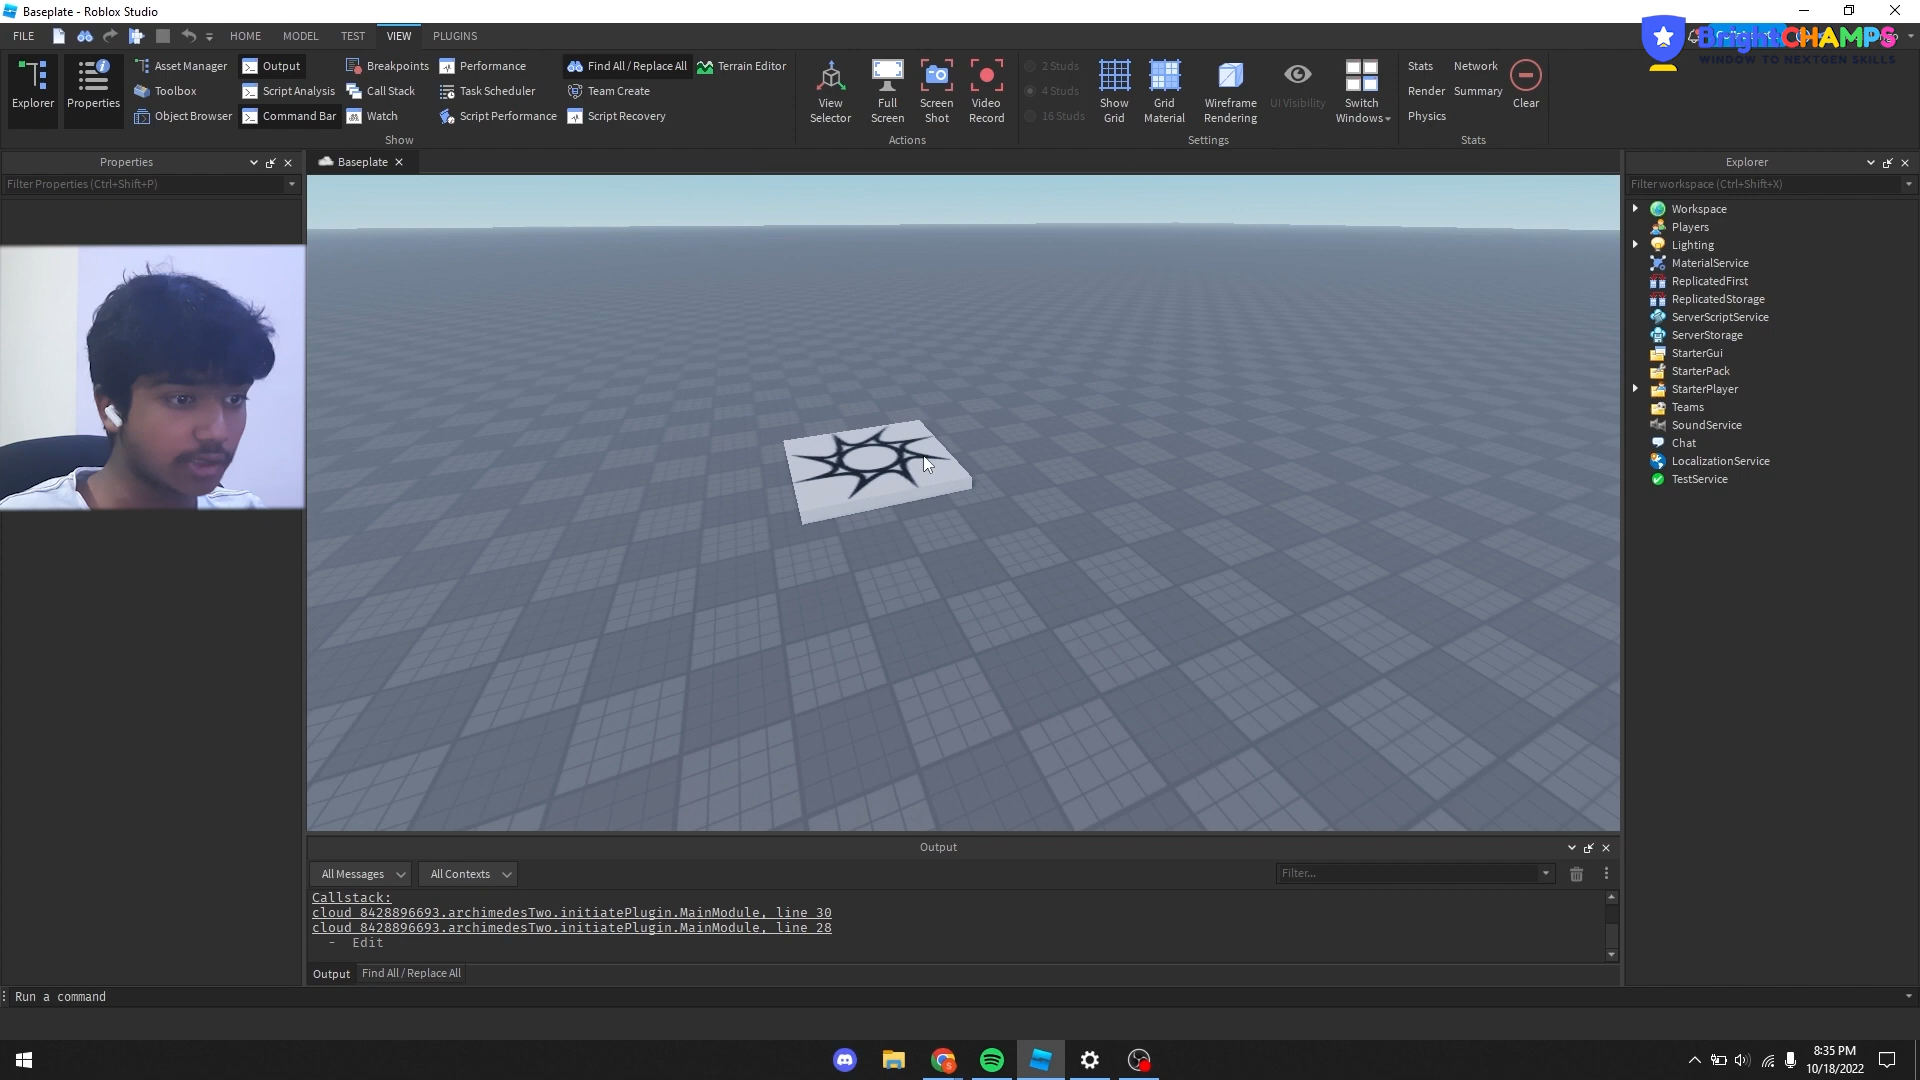 Baseplate - Roblox Studio
FILE HOME MODEL TEST VIEW PLUGINS
BrightCHAMPS
WINDOW TO NEXTGEN SKILLS
Explorer
Properties
Asset Manager
Toolbox
Object Browser
Output
Script Analysis
Command Bar
Breakpoints
Call Stack
Watch
Performance
Task Scheduler
Script Performance
Find All / Replace All
Team Create
Script Recovery
Terrain Editor
Show
View
Selector
Full
Screen
Screen
Shot
Video
Record
Actions
2 Studs
4 Studs
16 Studs
Show
Grid
Grid
Material
Wireframe
Rendering
UI Visibility
Switch
Windows
Settings
Stats
Render
Physics
Network
Summary
Clear
Stats
Properties
Filter Properties (Ctrl+Shift+P)
Baseplate
Explorer
Filter workspace (Ctrl+Shift+X)
Workspace
Players
Lighting
MaterialService
ReplicatedFirst
ReplicatedStorage
ServerScriptService
ServerStorage
StarterGui
StarterPack
StarterPlayer
Teams
SoundService
Chat
LocalizationService
TestService
Output
All Messages All Contexts Filter...
Callstack:
cloud_8428896693.archimedesTwo.initiatePlugin.MainModule, line 30
cloud_8428896693.archimedesTwo.initiatePlugin.MainModule, line 28
- Edit
Output Find All / Replace All
Run a command
8:35 PM
10/18/2022